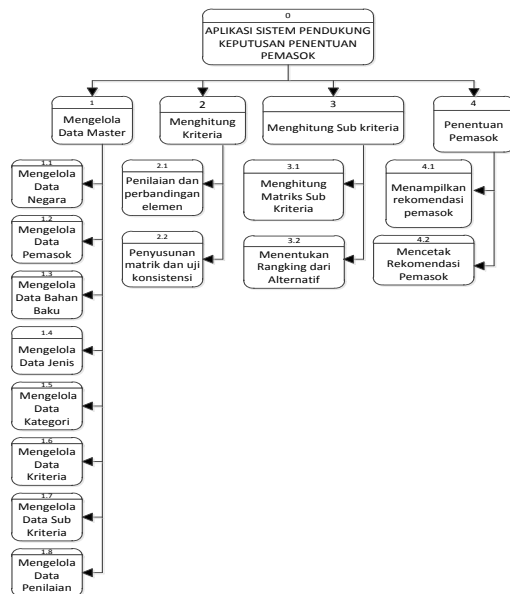 0
APLIKASI SISTEM PENDUKUNG
KEPUTUSAN PENENTUAN
PEMASOK
1
Mengelola
Data Master
2
Menghitung
Kriteria
3
Menghitung Sub kriteria
4
Penentuan
Pemasok
1.1
Mengelola
Data
Negara
1.2
Mengelola
Data
Pemasok
1.3
Mengelola
Data Bahan
Baku
1.4
Mengelola
Data Jenis
1.5
Mengelola
Data
Kategori
1.6
Mengelola
Data
Kriteria
1.7
Mengelola
Data Sub
Kriteria
1.8
Mengelola
Data
Penilaian
2.1
Penilaian dan
perbandingan
elemen
2.2
Penyusunan
matrik dan uji
konsistensi
3.1
Menghitung
Matriks Sub
Kriteria
3.2
Menentukan
Rangking dari
Alternatif
4.1
Menampilkan
rekomendasi
pemasok
4.2
Mencetak
Rekomendasi
Pemasok